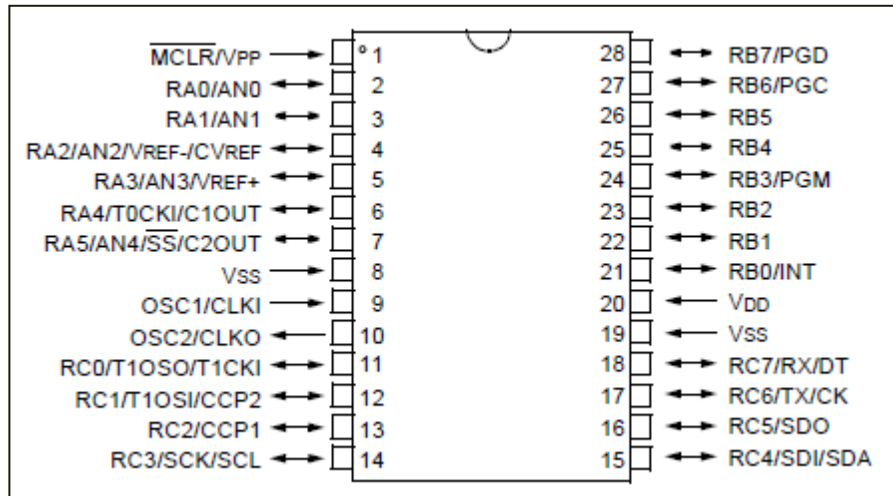 MCLR/VPP 1 28 RB7/PGD
RA0/AN0 2 27 RB6/PGC
RA1/AN1 3 26 RB5
RA2/AN2/VREF-/CVREF 4 25 RB4
RA3/AN3/VREF+ 5 24 RB3/PGM
RA4/T0CKI/C1OUT 6 23 RB2
RA5/AN4/SS/C2OUT 7 22 RB1
VSS 8 21 RB0/INT
OSC1/CLKI 9 20 VDD
OSC2/CLKO 10 19 VSS
RC0/T1OSO/T1CKI 11 18 RC7/RX/DT
RC1/T1OSI/CCP2 12 17 RC6/TX/CK
RC2/CCP1 13 16 RC5/SDO
RC3/SCK/SCL 14 15 RC4/SDI/SDA